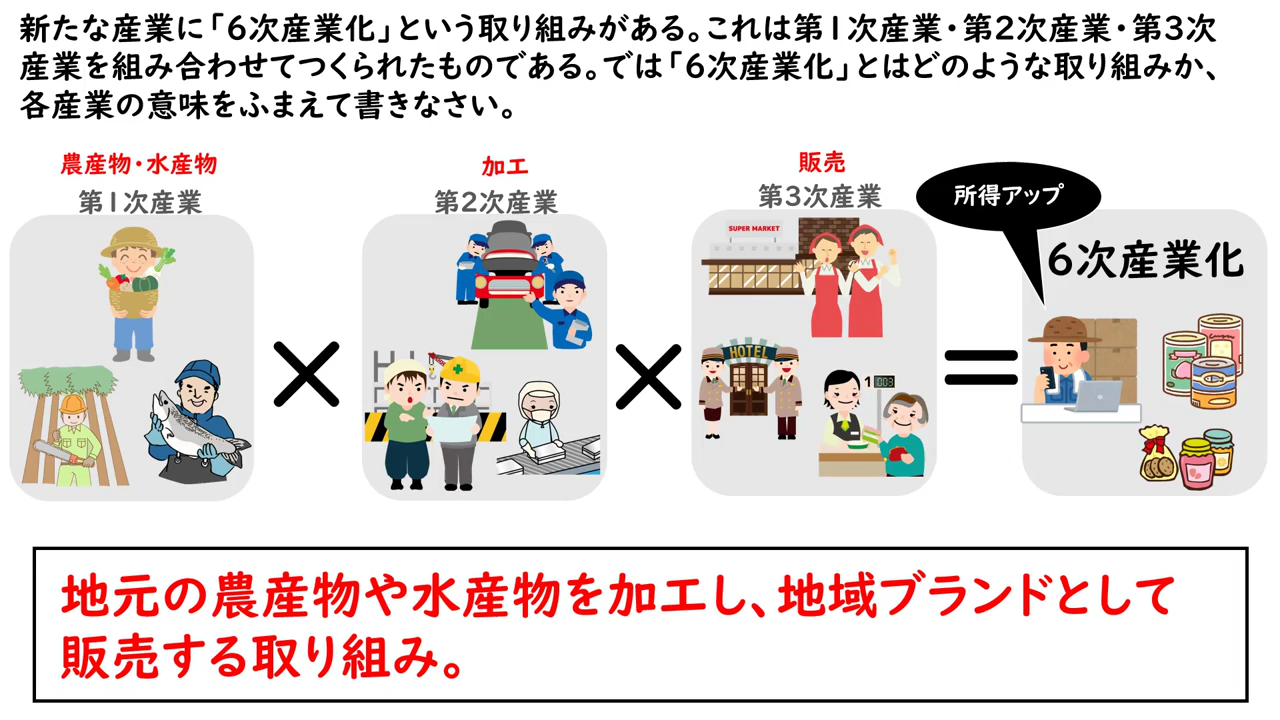 新たな産業に「6次産業化」という取り組みがある。これは第1次産業・第2次産業・第3次
産業を組み合わせてつくられたものである。では「6次産業化」とはどのような取り組みか、
各産業の意味をふまえて書きなさい。
農産物・水産物
加工
販売
第1次産業
第2次産業
第3次産業
所得アップ
6次産業化
SUPER MARKET
HOTEL
×
×
=
地元の農産物や水産物を加工し、地域ブランドとして
販売する取り組み。